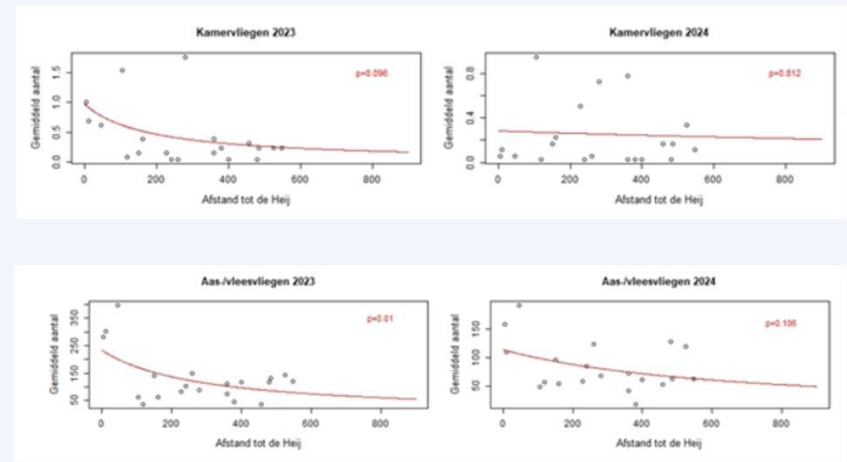 Kamervliegen 2023
Gemiddeld aantal
0.0 0.5 1.0 1.5
p=0.096
0 200 400 600 800
Afstand tot de Heij
Kamervliegen 2024
Gemiddeld aantal
0.0 0.4 0.8
p=0.812
0 200 400 600 800
Afstand tot de Heij
Aas-/vleesvliegen 2023
Gemiddeld aantal
50 150 250 350
p=0.01
0 200 400 600 800
Afstand tot de Heij
Aas-/vleesvliegen 2024
Gemiddeld aantal
50 100 150
p=0.106
0 200 400 600 800
Afstand tot de Heij